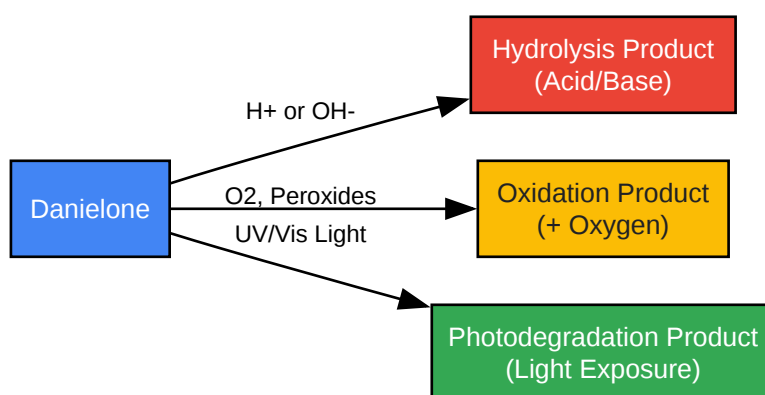 Hydrolysis Product
(Acid/Base)
H+ or OH-
Danielone
O2, Peroxides
Oxidation Product
(+ Oxygen)
UV/Vis Light
Photodegradation Product
(Light Exposure)